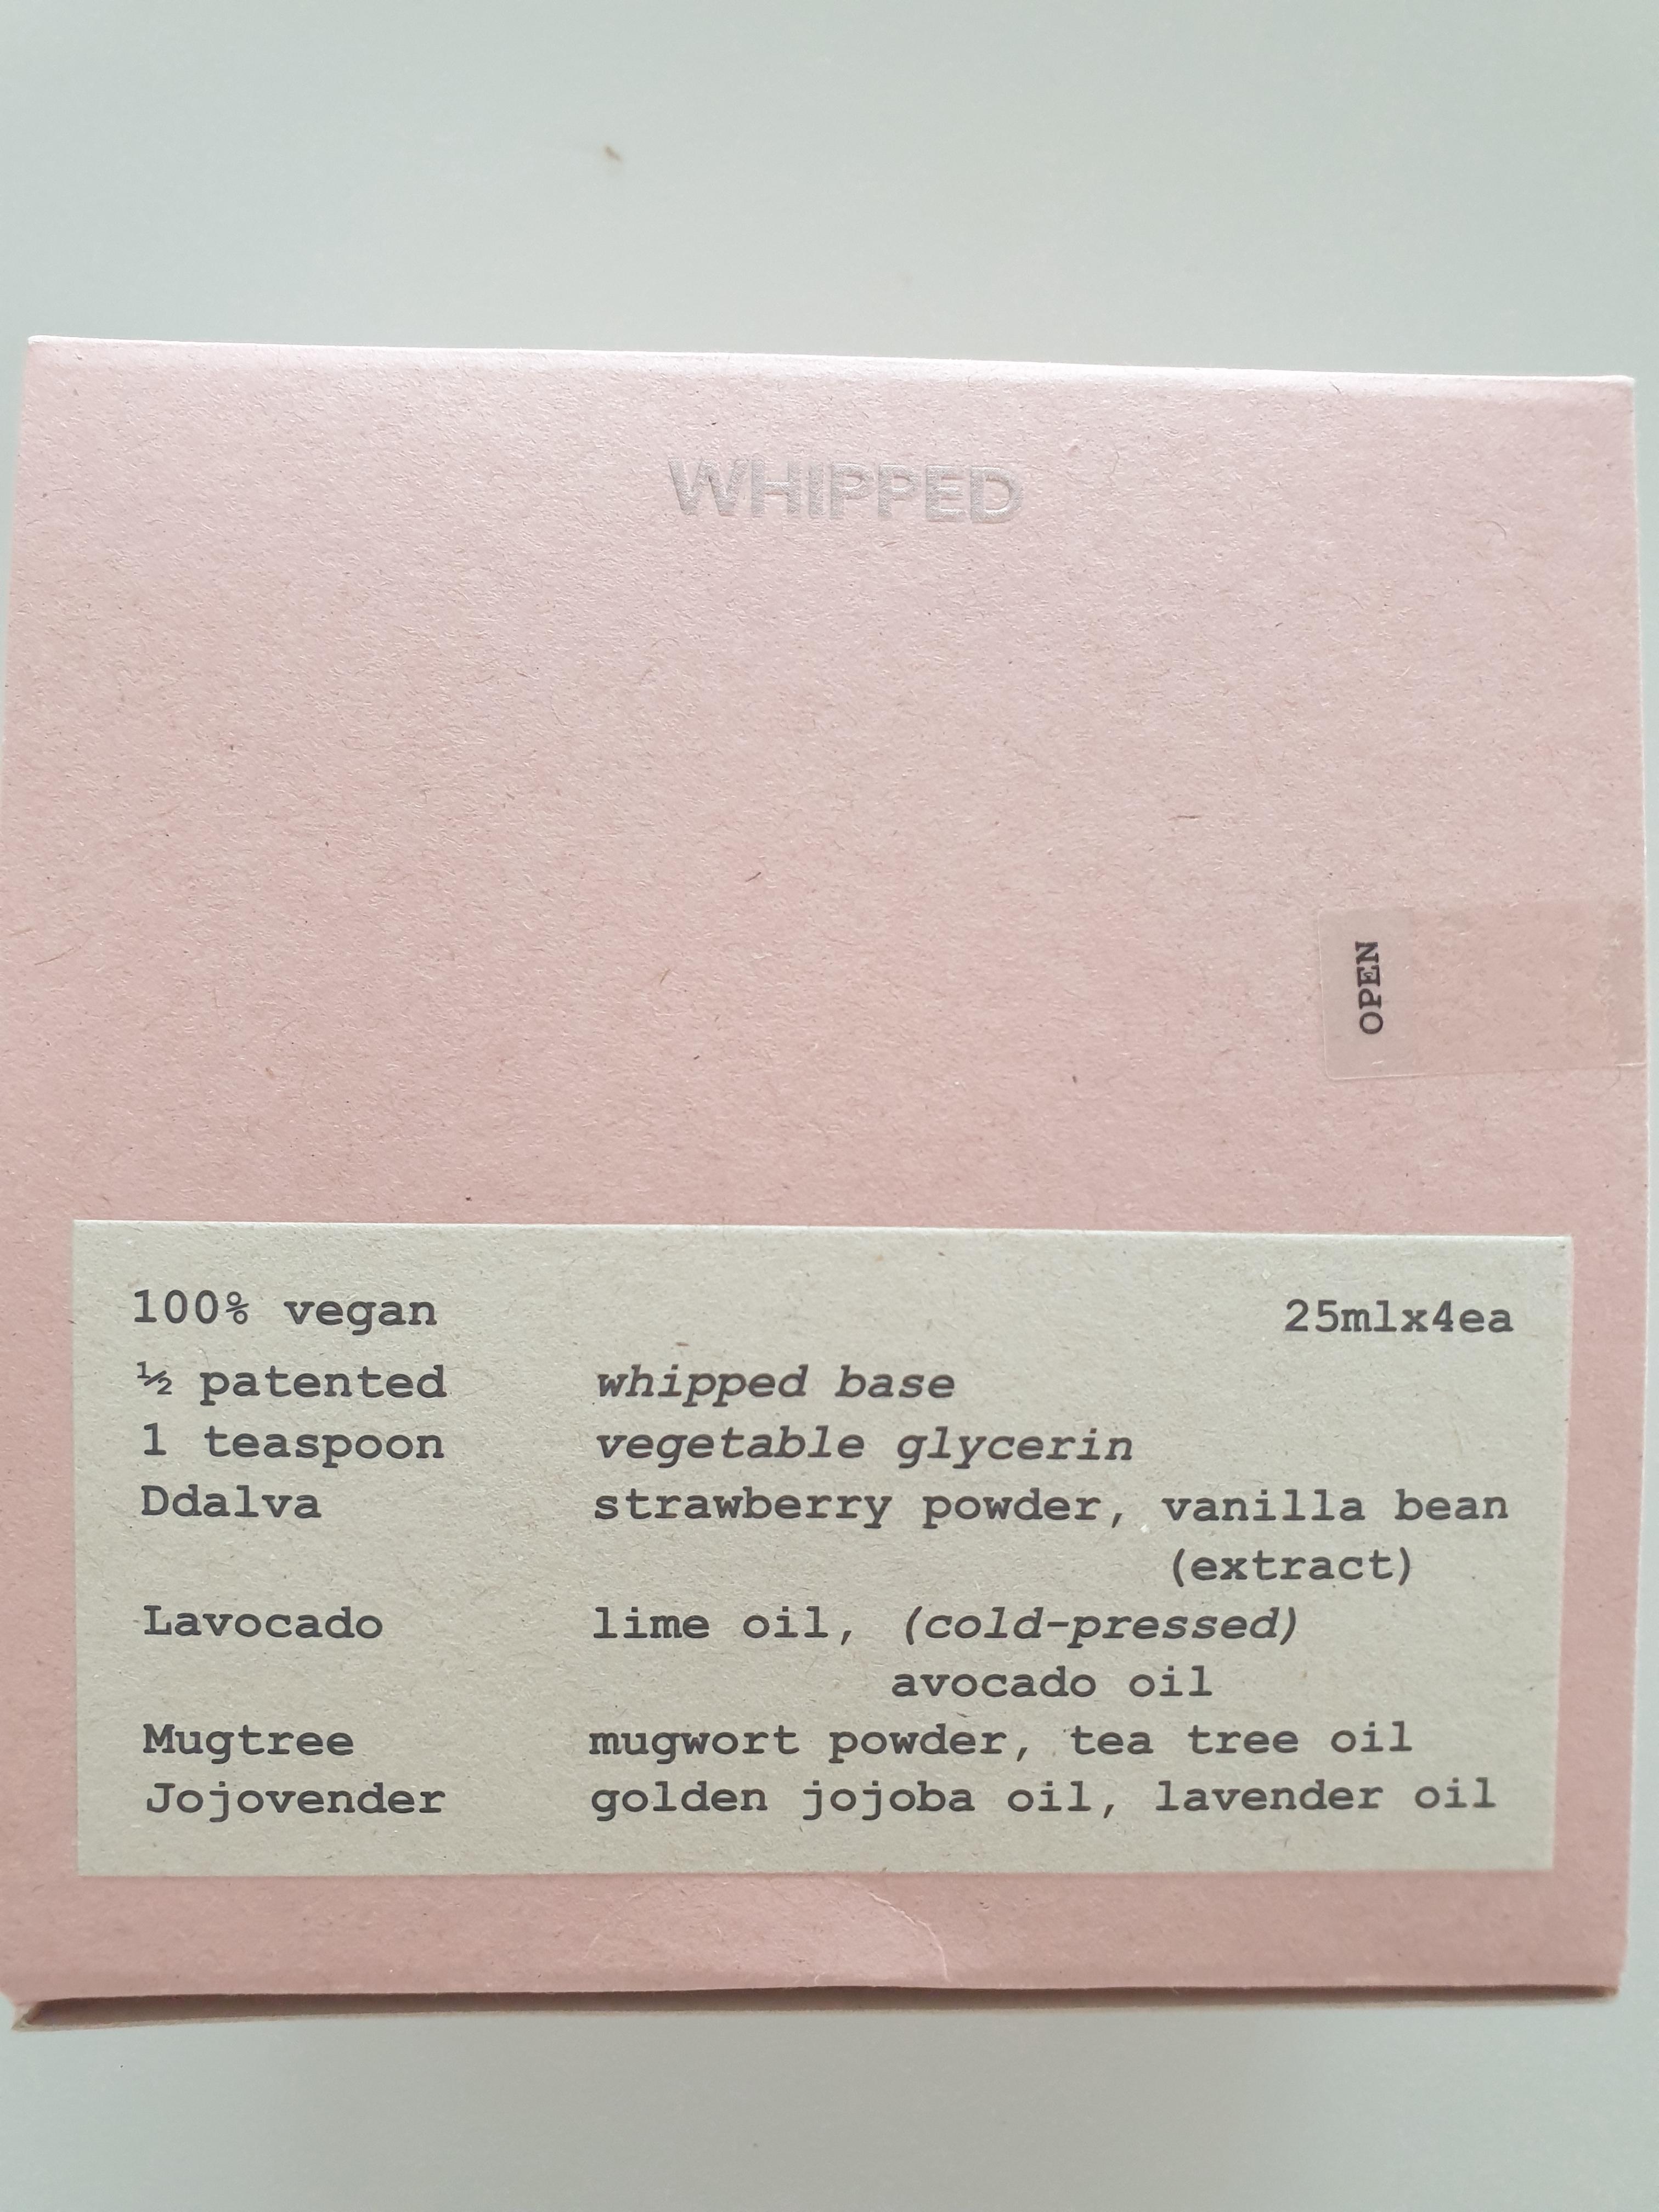 WHIPPED
OPEN
100% vegan 25mlx4ea
½ patented whipped base
1 teaspoon vegetable glycerin
Ddalva strawberry powder, vanilla bean
(extract)
Lavocado lime oil, (cold-pressed)
avocado oil
Mugtree mugwort powder, tea tree oil
Jojovender golden jojoba oil, lavender oil